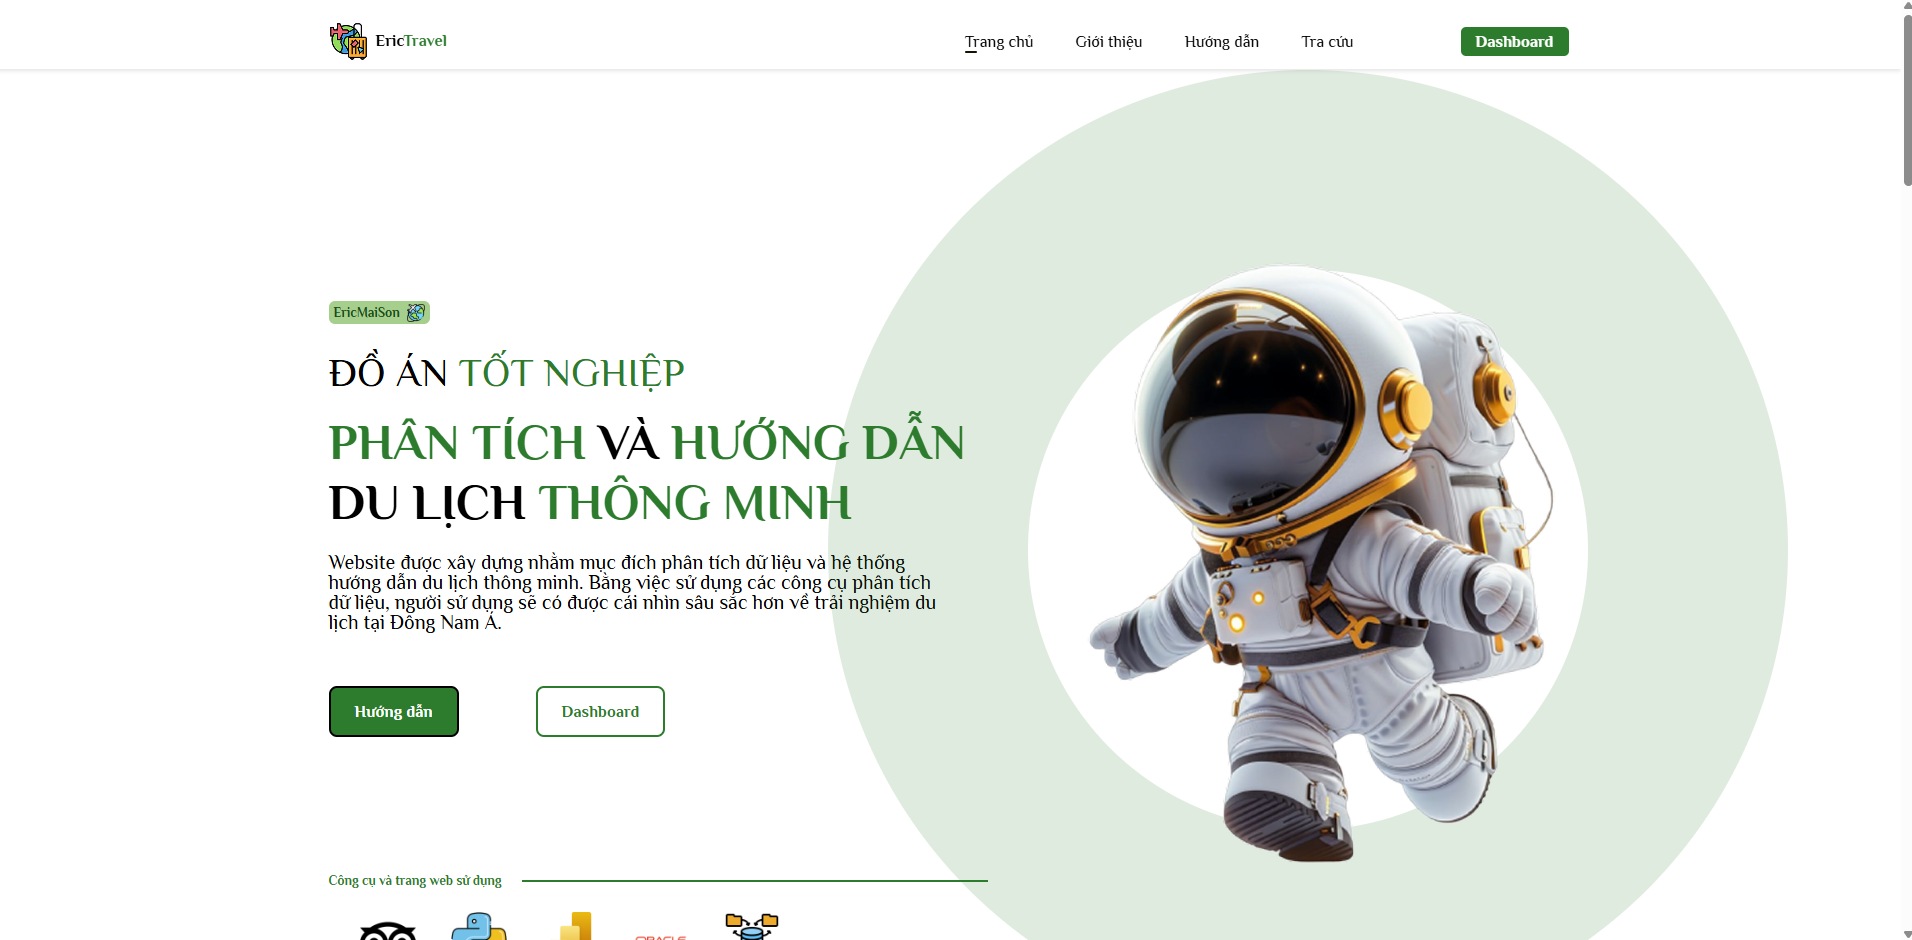 EricTravel
Trang chủ
Giới thiệu
Hướng dẫn
Tra cứu
Dashboard
EricMaiSon
ĐỒ ÁN TỐT NGHIỆP
PHÂN TÍCH VÀ HƯỚNG DẪN
DU LỊCH THÔNG MINH
Website được xây dựng nhằm mục đích phân tích dữ liệu và hệ thống
hướng dẫn du lịch thông minh. Bằng việc sử dụng các công cụ phân tích
dữ liệu, người sử dụng sẽ có được cái nhìn sâu sắc hơn về trải nghiệm du
lịch tại Đông Nam Á.
Hướng dẫn
Dashboard
Công cụ và trang web sử dụng
ORACLE